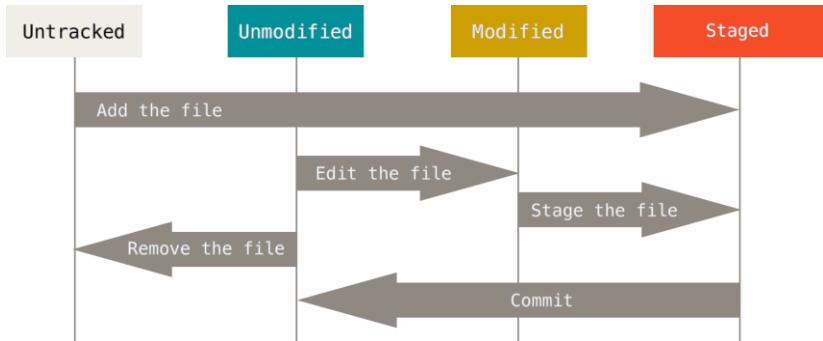 Untracked
Unmodified
Modified
Staged
Add the file
Edit the file
Stage the file
Remove the file
Commit